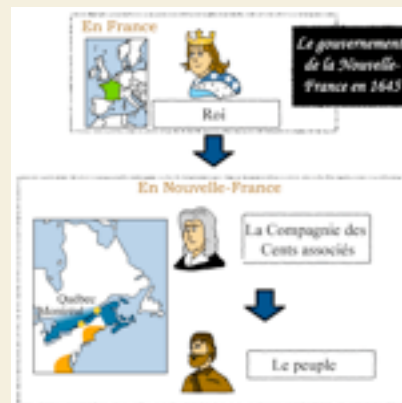 En France
Le gouvernement
de la Nouvelle-
France en 1645
Roi
En Nouvelle-France
La Compagnie des
Cents associés
Québec
Montréal
Le peuple